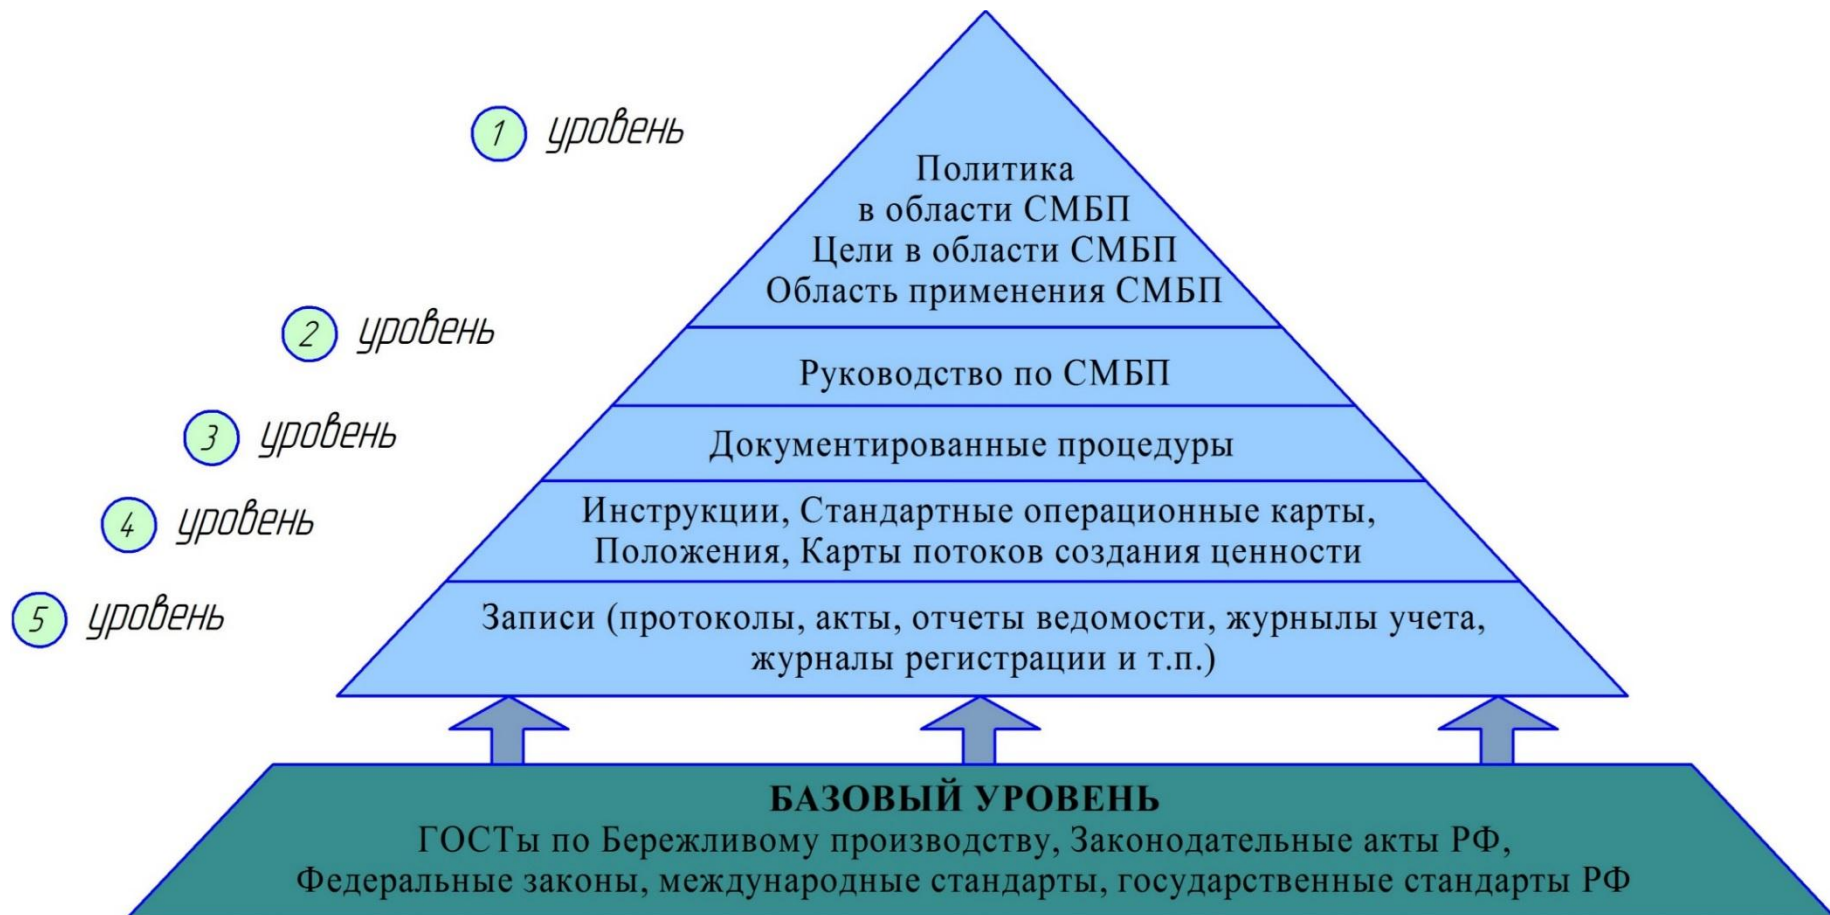 1 уровень
Политика
в области СМБП
Цели в области СМБП
Область применения СМБП
2 уровень
Руководство по СМБП
3 уровень
Документированные процедуры
4 уровень
Инструкции, Стандартные операционные карты,
Положения, Карты потоков создания ценности
5 уровень
Записи (протоколы, акты, отчеты ведомости, журнылы учета,
журналы регистрации и т.п.)
БАЗОВЫЙ УРОВЕНЬ
ГОСТы по Бережливому производству, Законодательные акты РФ,
Федеральные законы, международные стандарты, государственные стандарты РФ